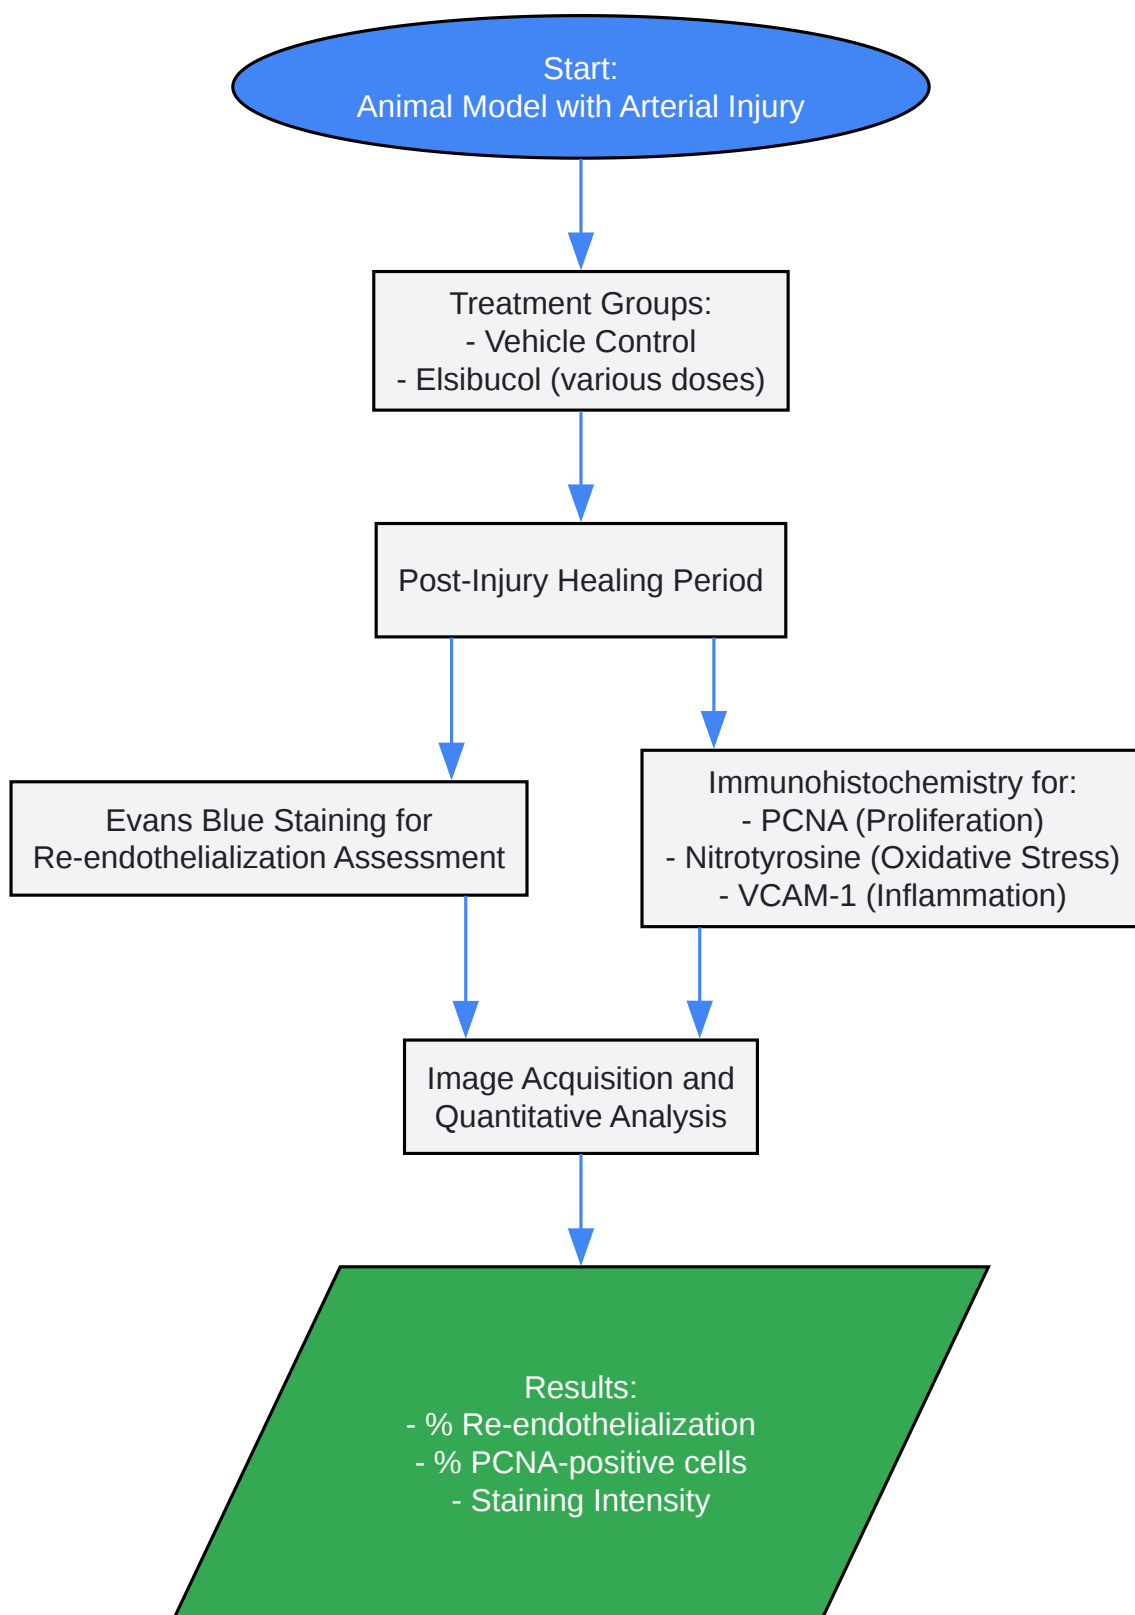 Start:
Animal Model with Arterial Injury
Treatment Groups:
- Vehicle Control
- Elsibucol (various doses)
Post-Injury Healing Period
Evans Blue Staining for
Re-endothelialization Assessment
Immunohistochemistry for:
- PCNA (Proliferation)
- Nitrotyrosine (Oxidative Stress)
- VCAM-1 (Inflammation)
Image Acquisition and
Quantitative Analysis
Results:
- % Re-endothelialization
- % PCNA-positive cells
- Staining Intensity